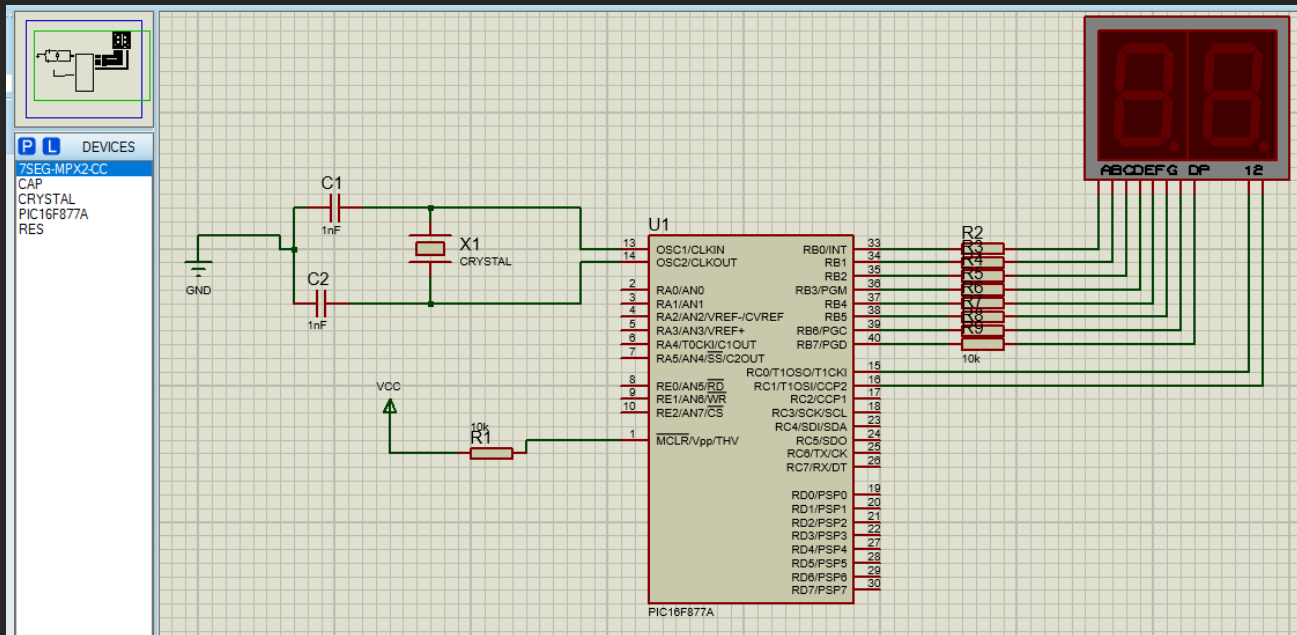 P L DEVICES
7SEG-MPX2-CC
CAP
CRYSTAL
PIC16F877A
RES
ABCDEFG DP 12
C1
1nF
X1
CRYSTAL
C2
1nF
GND
VCC
10k
R1
U1
13 OSC1/CLKIN
14 OSC2/CLKOUT
2 RA0/AN0
3 RA1/AN1
4 RA2/AN2/VREF-/CVREF
5 RA3/AN3/VREF+
6 RA4/T0CKI/C1OUT
7 RA5/AN4/SS/C2OUT
8 RE0/AN5/RD
9 RE1/AN6/WR
10 RE2/AN7/CS
1 MCLR/Vpp/THV
RB0/INT 33
RB1 34
RB2 35
RB3/PGM 36
RB4 37
RB5 38
RB6/PGC 39
RB7/PGD 40
RC0/T1OSO/T1CKI 15
RC1/T1OSI/CCP2 16
RC2/CCP1 17
RC3/SCK/SCL 18
RC4/SDI/SDA 23
RC5/SDO 24
RC6/TX/CK 25
RC7/RX/DT 26
RD0/PSP0 19
RD1/PSP1 20
RD2/PSP2 21
RD3/PSP3 22
RD4/PSP4 27
RD5/PSP5 28
RD6/PSP6 29
RD7/PSP7 30
PIC16F877A
R2
R3
R4
R5
R6
R7
R8
R9
10k